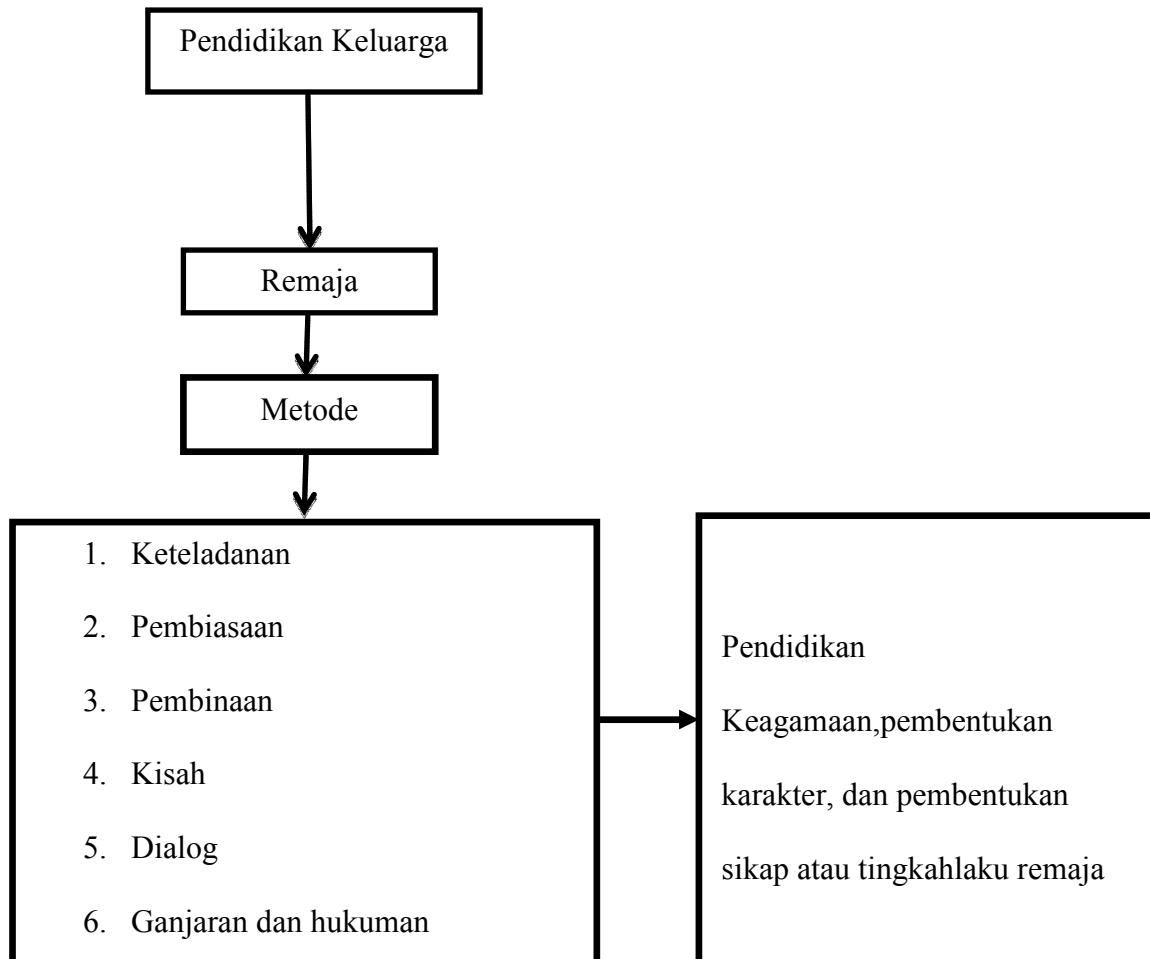 Pendidikan Keluarga
Remaja
Metode
1. Keteladanan
2. Pembiasaan
3. Pembinaan
4. Kisah
5. Dialog
6. Ganjaran dan hukuman
Pendidikan
Keagamaan,pembentukan
karakter, dan pembentukan
sikap atau tingkahlaku remaja